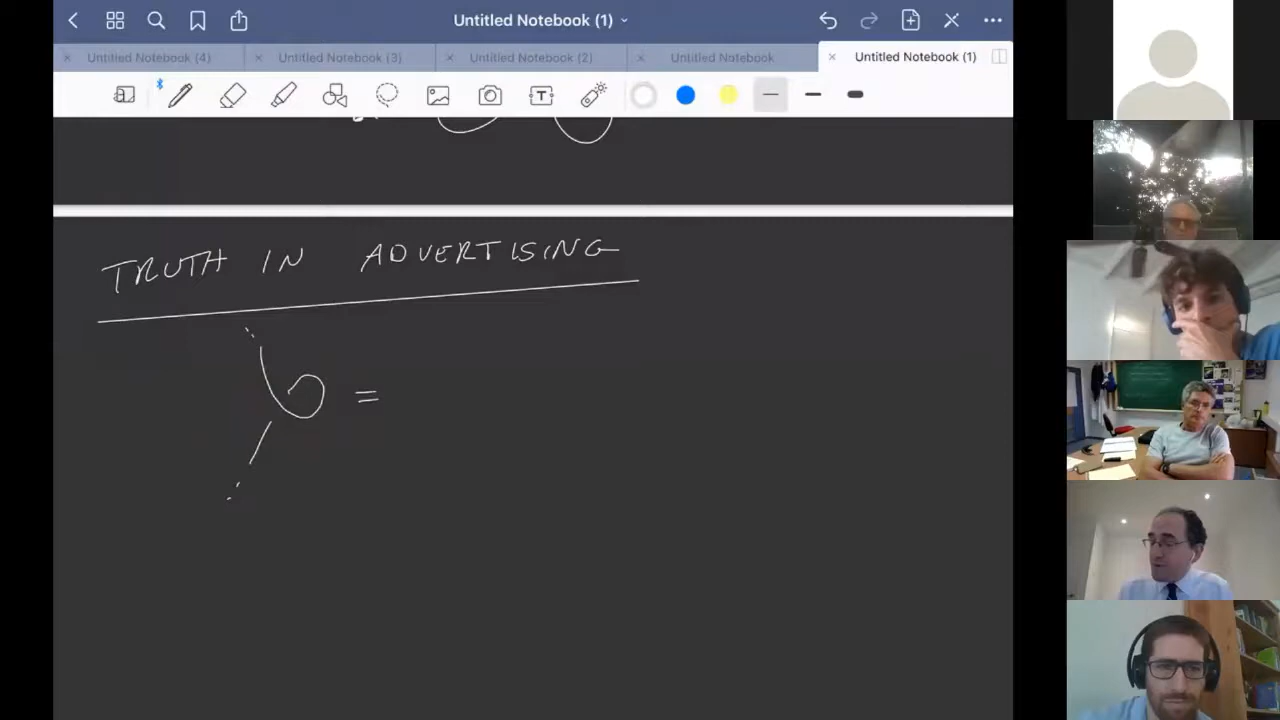 Untitled Notebook (1)
Untitled Notebook (4)
Untitled Notebook (3)
Untitled Notebook (2)
Untitled Notebook
Untitled Notebook (1)
T
TRUTH IN ADVERTISING
=